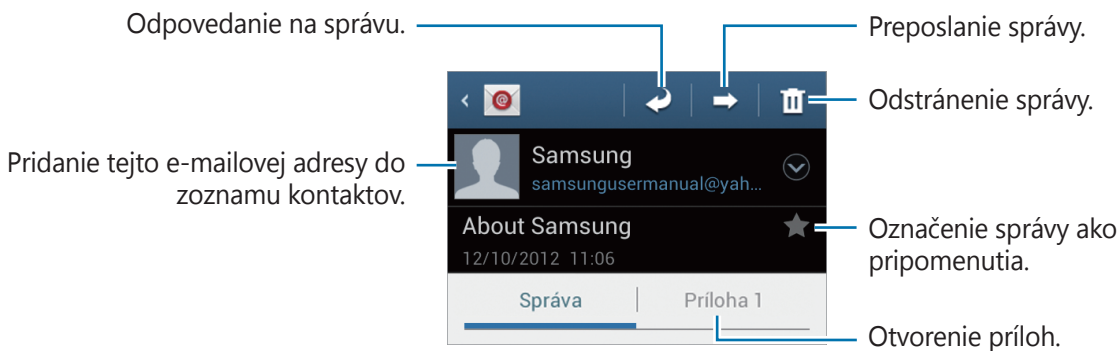 Odpovedanie na správu.
Preposlanie správy.
Odstránenie správy.
Pridanie tejto e-mailovej adresy do
zoznamu kontaktov.
Samsung
samsungusermanual@yah...
About Samsung
12/10/2012 11:06
Označenie správy ako
pripomenutia.
Správa
Príloha 1
Otvorenie príloh.